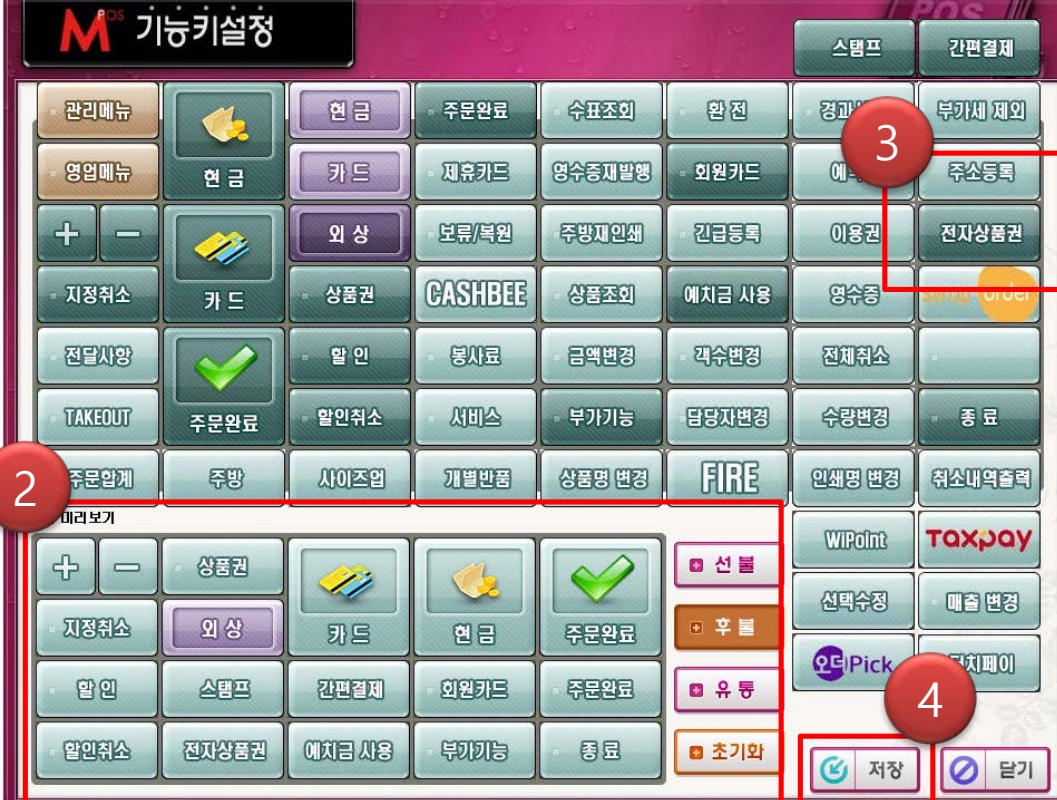 MPOS 기능키설정
POS
스탬프 간편결제
관리메뉴 현금 주문완료 수표조회 환전 부가세 제외
3
영업메뉴 현금 카드 제휴카드 영수증재발행 회원카드 주소등록
+ - 외상 보류/복원 주방재인쇄 긴급등록 이용권 전자상품권
지정취소 카드 상품권 CASHBEE 상품조회 예치금 사용 영수증 syrup order
전달사항 할인 봉사료 금액변경 객수변경 전체취소
TAKEOUT 주문완료 할인취소 서비스 부가기능 담당자변경 수량변경 종료
2
주문합계 주방 사이즈업 개별반품 상품명 변경 FIRE 인쇄명 변경 취소내역출력
미리보기
WiPoint taxpay
+ - 상품권 선불
선택수정 매출 변경
지정취소 외상 카드 현금 주문완료 후불
오더Pick 터치페이
할인 스탬프 간편결제 회원카드 주문완료 유통
4
할인취소 전자상품권 예치금 사용 부가기능 종료 초기화
저장 닫기